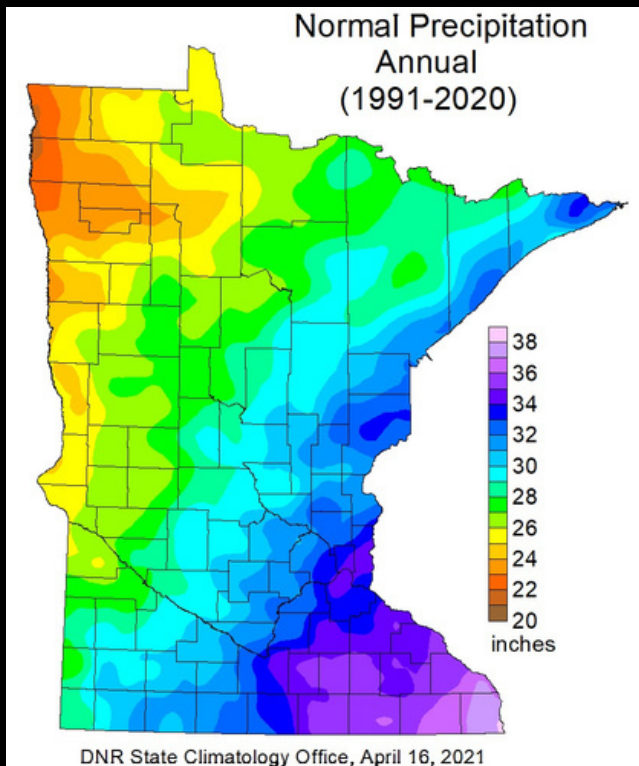 Normal Precipitation
Annual
(1991-2020)
38
36
34
32
30
28
26
24
22
20
inches
DNR State Climatology Office, April 16, 2021